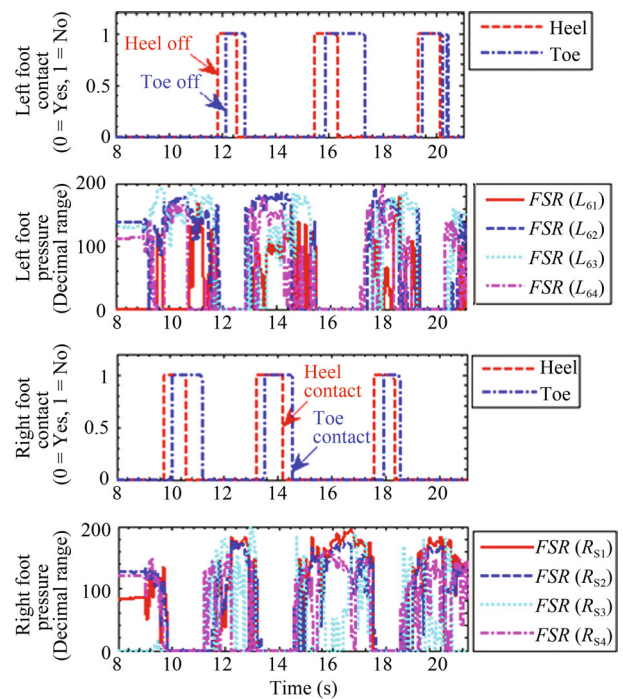 Left foot
contact
(0 = Yes, 1 = No)
1
0.5
0
Heel off
Toe off
Heel
Toe
8 10 12 14 16 18 20
Left foot
pressure
(Decimal range)
200
100
0
FSR (L61)
FSR (L62)
FSR (L63)
FSR (L64)
8 10 12 14 16 18 20
Right foot
contact
(0 = Yes, 1 = No)
1
0.5
0
Heel
contact
Toe
contact
Heel
Toe
8 10 12 14 16 18 20
Right foot
pressure
(Decimal range)
200
100
0
FSR (RS1)
FSR (RS2)
FSR (RS3)
FSR (RS4)
8 10 12 14 16 18 20
Time (s)